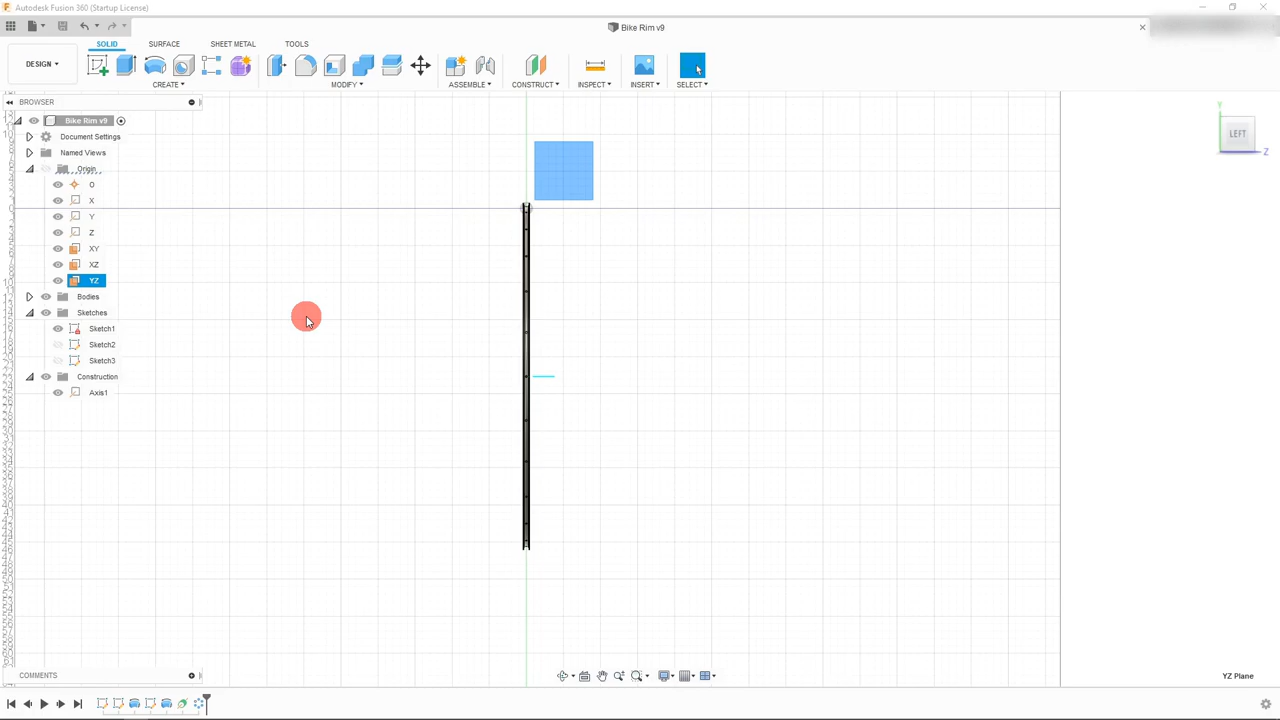 Autodesk Fusion 360 (Startup License)
Bike Rim v9
SOLID SURFACE SHEET METAL TOOLS
DESIGN
CREATE MODIFY ASSEMBLE CONSTRUCT INSPECT INSERT SELECT
BROWSER
Bike Rim v9
Document Settings
Named Views
Origin
O
X
Y
Z
XY
XZ
YZ
Bodies
Sketches
Sketch1
Sketch2
Sketch3
Construction
Axis1
Y
LEFT
Z
COMMENTS
YZ Plane